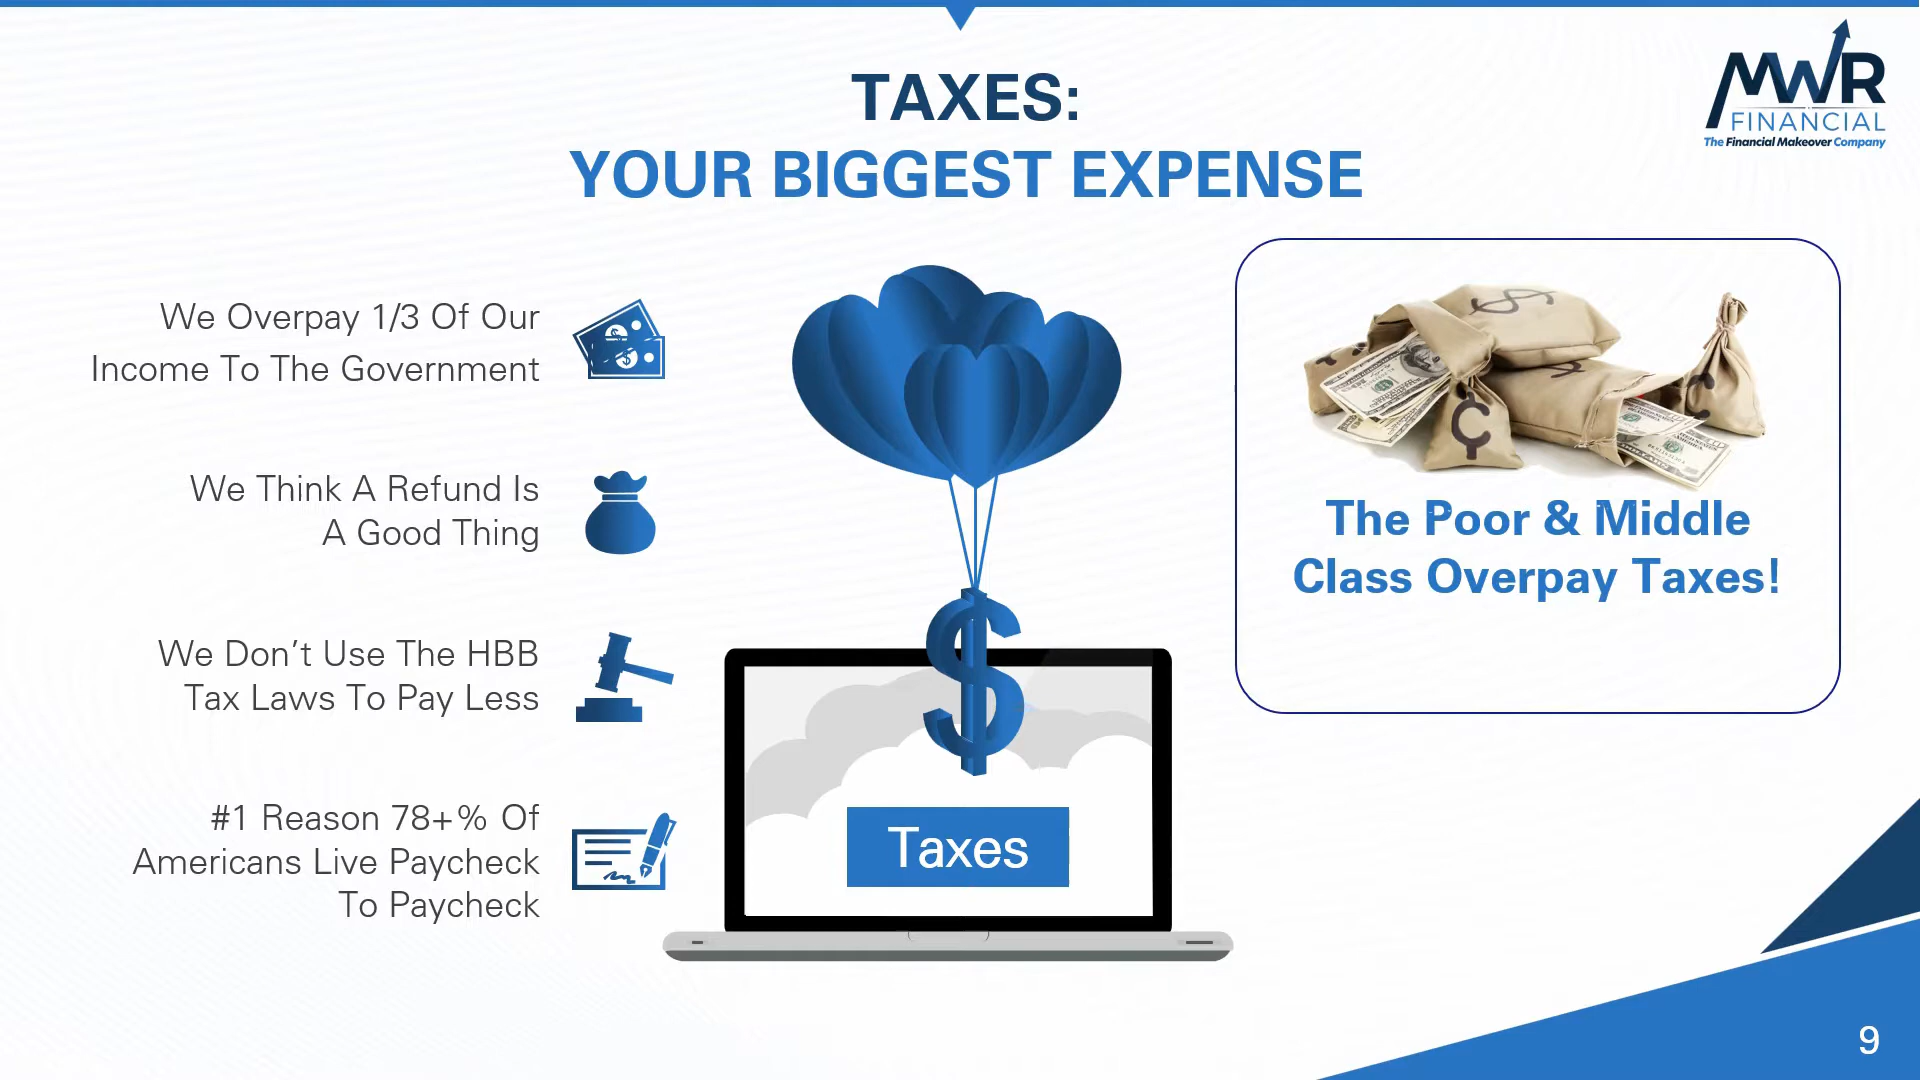 TAXES:
YOUR BIGGEST EXPENSE
MWR
FINANCIAL
The Financial Makeover Company
We Overpay 1/3 Of Our
Income To The Government
We Think A Refund Is
A Good Thing
We Don’t Use The HBB
Tax Laws To Pay Less
#1 Reason 78+% Of
Americans Live Paycheck
To Paycheck
$
Taxes
The Poor & Middle
Class Overpay Taxes!
9